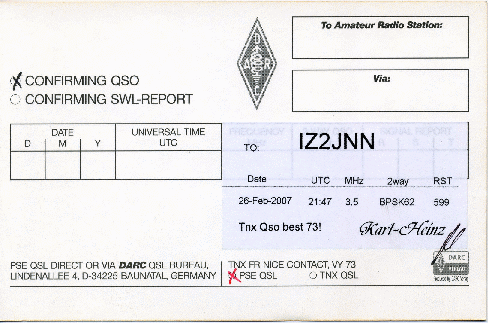 To Amateur Radio Station:
DARC
Via:
CONFIRMING QSO
CONFIRMING SWL-REPORT
DATE
UNIVERSAL TIME
UTC
D M Y
FREQUENCY
SIGNAL REPORT
R S T
TO: IZ2JNN
Date UTC MHz 2way RST
26-Feb-2007 21:47 3,5 BPSK62 599
Tnx Qso best 73!
Karl-Heinz
PSE QSL DIRECT OR VIA DARC QSL BUREAU,
LINDENALLEE 4, D-34225 BAUNATAL, GERMANY
TNX FR NICE CONTACT, VY 73
PSE QSL
TNX QSL
DARC